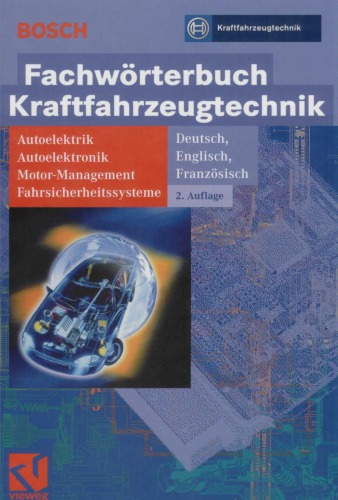 BOSCH
Kraftfahrzeugtechnik
Fachwörterbuch
Kraftfahrzeugtechnik
Autoelektrik
Autoelektronik
Motor-Management
Fahrsicherheitssysteme
Deutsch,
Englisch,
Französisch
2. Auflage
vieweg